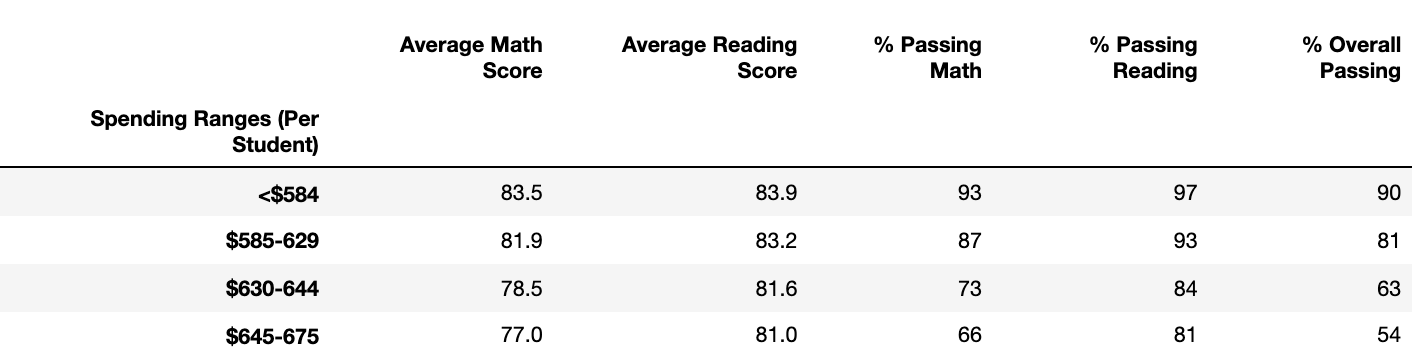 Average Math Average Reading % Passing % Passing % Overall
Score Score Math Reading Passing
Spending Ranges (Per
Student)
<$584 83.5 83.9 93 97 90
$585-629 81.9 83.2 87 93 81
$630-644 78.5 81.6 73 84 63
$645-675 77.0 81.0 66 81 54